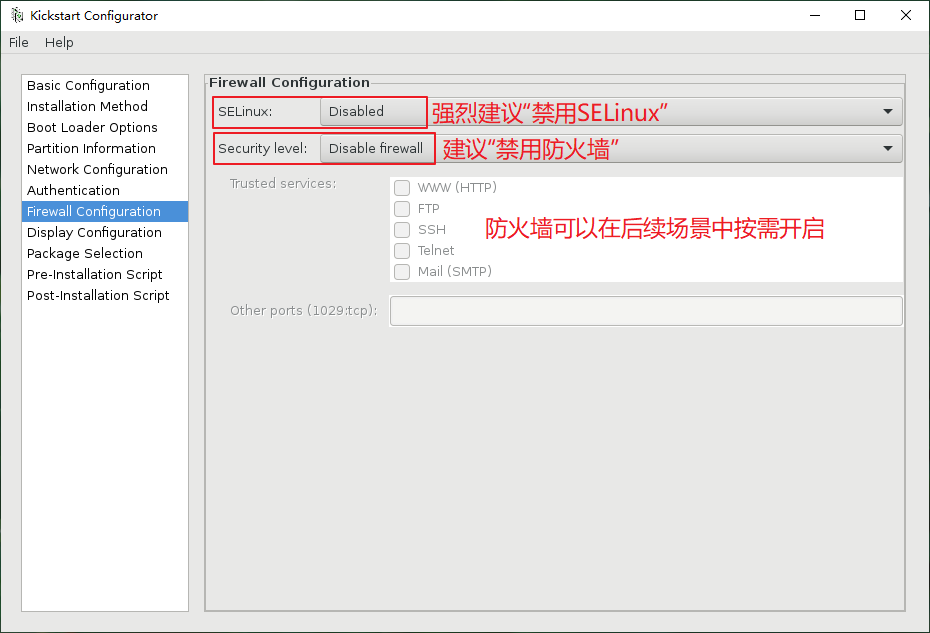 Kickstart Configurator
File Help
Basic Configuration
Installation Method
Boot Loader Options
Partition Information
Network Configuration
Authentication
Firewall Configuration
Display Configuration
Package Selection
Pre-Installation Script
Post-Installation Script
Firewall Configuration
SELinux: Disabled 强烈建议“禁用SELinux”
Security level: Disable firewall 建议“禁用防火墙”
Trusted services:
WWW (HTTP)
FTP
SSH
Telnet
Mail (SMTP)
防火墙可以在后续场景中按需开启
Other ports (1029:tcp):